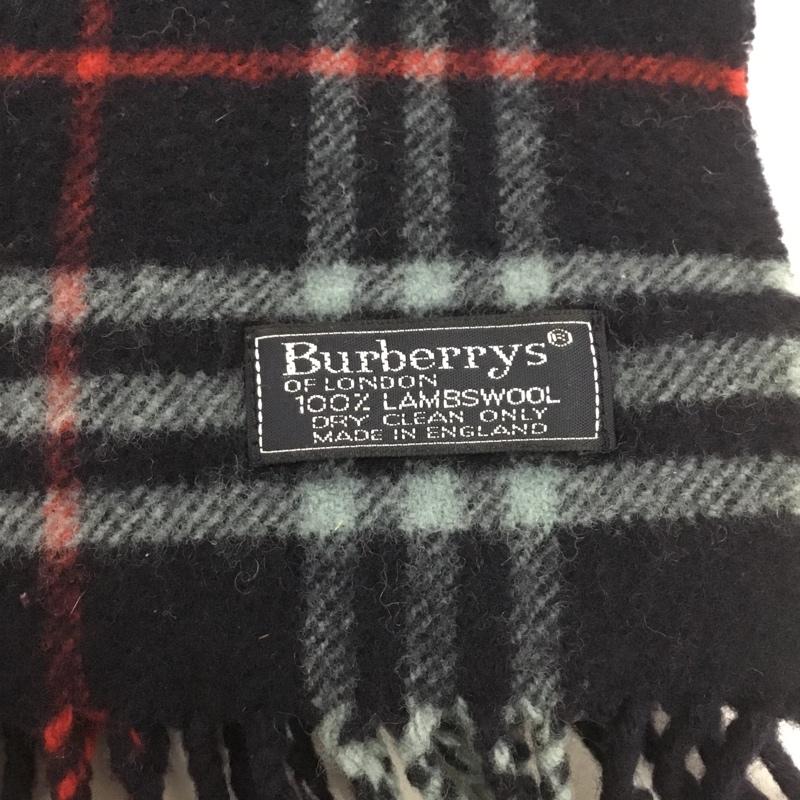 Burberrys®
OF LONDON
100% LAMBSWOOL
DRY CLEAN ONLY
MADE IN ENGLAND